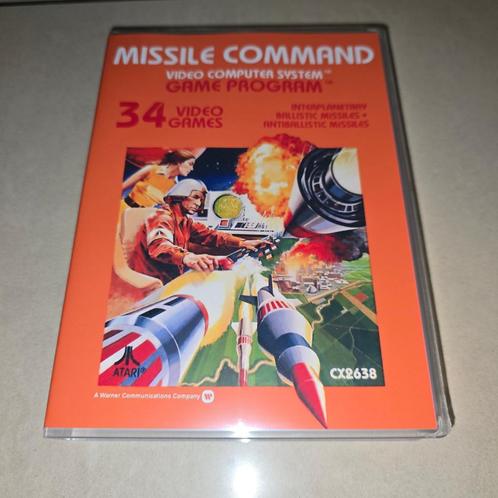 MISSILE COMMAND
VIDEO COMPUTER SYSTEM™
GAME PROGRAM™
34 VIDEO GAMES
INTERPLANETARY
BALLISTIC MISSILES +
ANTIBALLISTIC MISSILES
ATARI®
CX2638
A Warner Communications Company